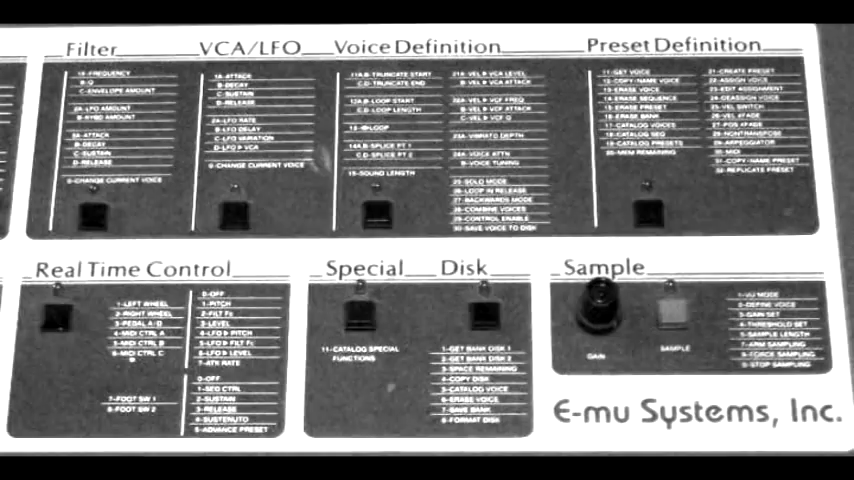 Filter
1A-FREQUENCY
B-Q
C-ENVELOPE AMOUNT
2A-LFO AMOUNT
B-KYBD AMOUNT
3A-ATTACK
B-DECAY
C-SUSTAIN
D-RELEASE
0-CHANGE CURRENT VOICE
VCA/LFO
1A-ATTACK
B-DECAY
C-SUSTAIN
D-RELEASE
2A-LFO RATE
B-LFO DELAY
C-LFO VARIATION
D-LFO ▷ VCA
0-CHANGE CURRENT VOICE
Voice Definition
11A,B-TRUNCATE START
C,D-TRUNCATE END
12A,B-LOOP START
C,D-LOOP LENGTH
14A,B-SPLICE PT 1
C,D-SPLICE PT 2
15-SOUND LENGTH
21A-VEL ▷ VCA LEVEL
B-VEL ▷ VCA ATTACK
22A-VEL ▷ VCF FREQ
B-VEL ▷ VCF ATTACK
C-VEL ▷ VCF Q
23A-VIBRATO DEPTH
24A-VOICE ATTN
B-VOICE TUNING
25-SOLO MODE
26-LOOP IN RELEASE
27-BACKWARDS MODE
28-COMBINE VOICES
29-CONTROL ENABLE
30-SAVE VOICE TO DISK
Preset Definition
11-GET VOICE
12-COPY-NAME VOICE
13-ERASE VOICE
14-ERASE SEQUENCE
15-ERASE PRESET
16-ERASE BANK
17-CATALOG VOICES
18-CATALOG SEQ
19-CATALOG PRESETS
20-MEM REMAINING
21-CREATE PRESET
22-ASSIGN VOICE
23-EDIT ASSIGNMENT
24-DEASSIGN VOICE
25-VEL SWITCH
26-VEL XFADE
27-POS XFADE
28-NONTRANSPOSE
29-ARPEGGIATOR
30-MIDI
31-COPY-NAME PRESET
32-REPLICATE PRESET
Real Time Control
1-LEFT WHEEL
2-RIGHT WHEEL
3-PEDAL A-D
4-MIDI CTRL A
5-MIDI CTRL B
6-MIDI CTRL C
D
7-FOOT SW 1
8-FOOT SW 2
0-OFF
1-PITCH
2-FILT Fc
3-LEVEL
4-LFO ▷ PITCH
5-LFO ▷ FILT Fc
6-LFO ▷ LEVEL
7-ATK RATE
0-OFF
1-SEQ CTRL
2-SUSTAIN
3-RELEASE
4-SUSTENUTO
5-ADVANCE PRESET
Special
11-CATALOG SPECIAL
FUNCTIONS
Disk
1-GET BANK DISK 1
2-GET BANK DISK 2
3-SPACE REMAINING
4-COPY DISK
5-CATALOG VOICE
6-ERASE VOICE
7-SAVE BANK
8-FORMAT DISK
Sample
GAIN
SAMPLE
1-VU MODE
2-DEFINE VOICE
3-GAIN SET
4-THRESHOLD SET
5-SAMPLE LENGTH
7-ARM SAMPLING
8-FORCE SAMPLING
9-STOP SAMPLING
E-mu Systems, Inc.